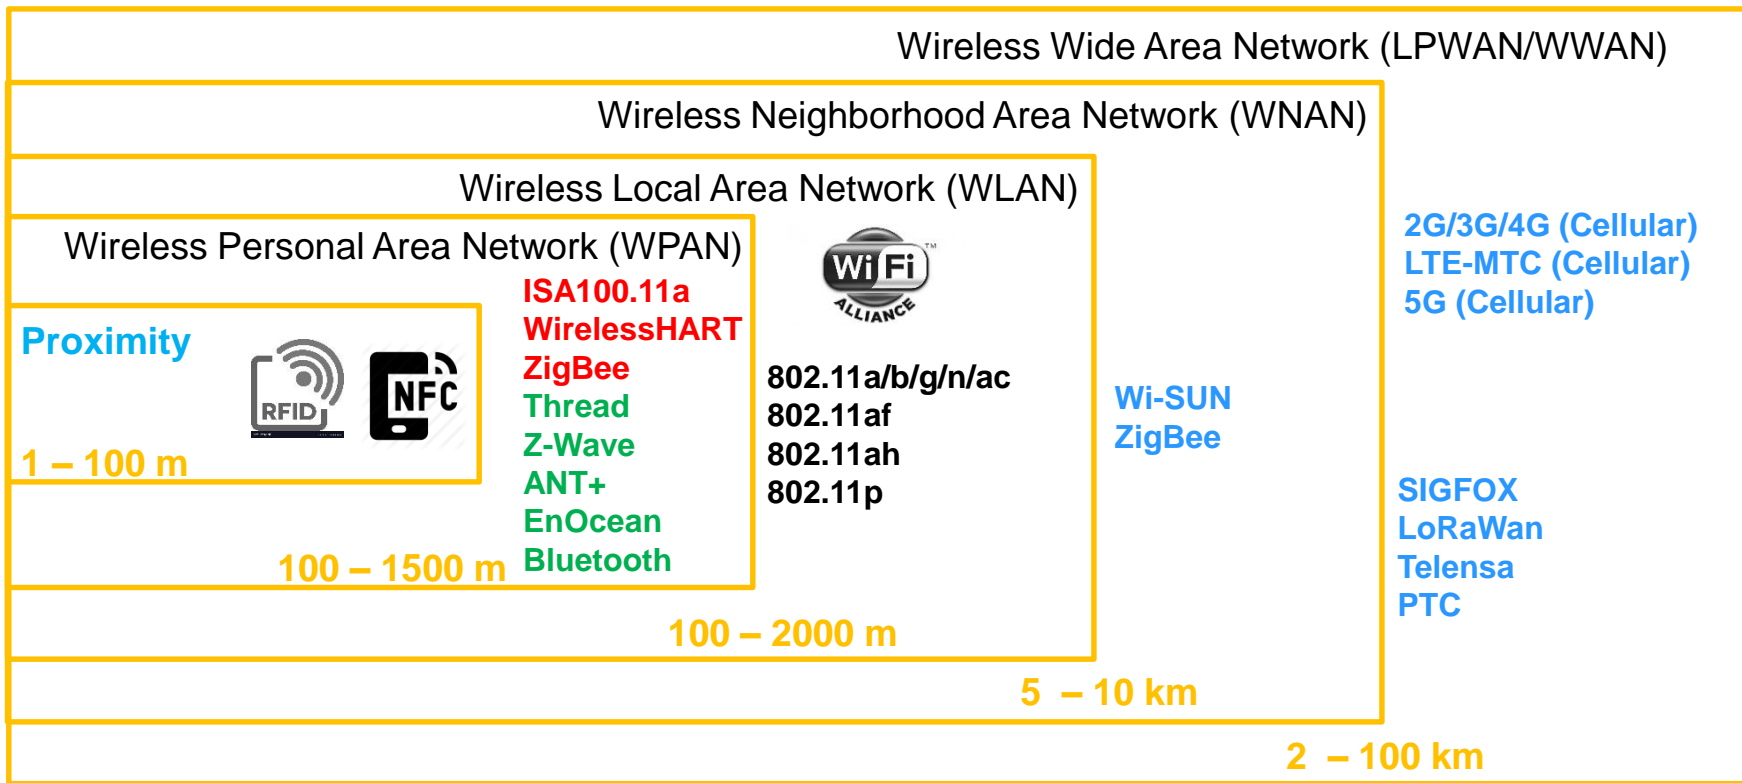 Wireless Wide Area Network (LPWAN/WWAN)
Wireless Neighborhood Area Network (WNAN)
Wireless Local Area Network (WLAN)
Wireless Personal Area Network (WPAN)
Proximity
RFID
NFC
1 – 100 m
ISA100.11a
WirelessHART
ZigBee
Thread
Z-Wave
ANT+
EnOcean
Bluetooth
100 – 1500 m
Wi Fi
TM
ALLIANCE
802.11a/b/g/n/ac
802.11af
802.11ah
802.11p
100 – 2000 m
Wi-SUN
ZigBee
5 – 10 km
2G/3G/4G (Cellular)
LTE-MTC (Cellular)
5G (Cellular)
SIGFOX
LoRaWan
Telensa
PTC
2 – 100 km